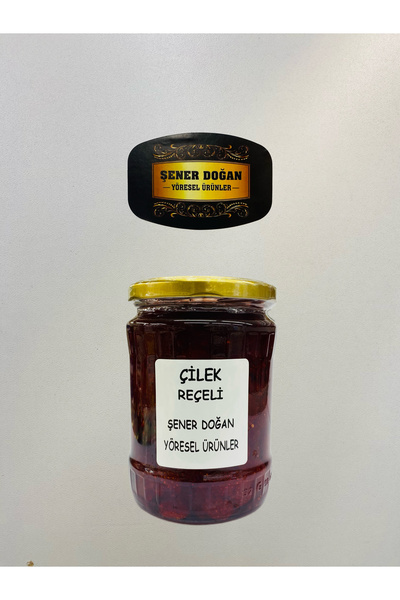 ŞENER DOĞAN
YÖRESEL ÜRÜNLER
ÇİLEK
REÇELİ
ŞENER DOĞAN
YÖRESEL ÜRÜNLER